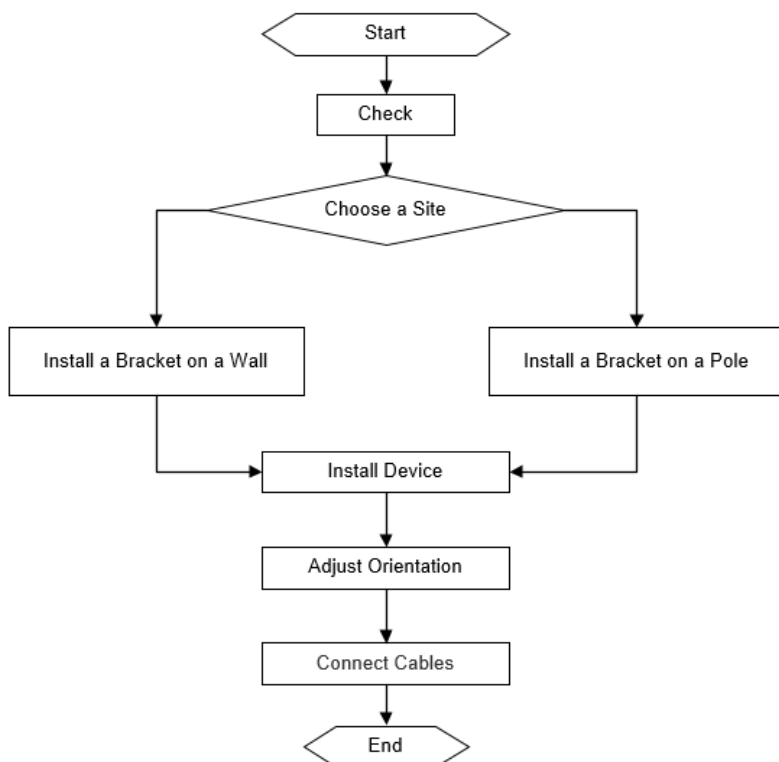 Start
Check
Choose a Site
Install a Bracket on a Wall
Install a Bracket on a Pole
Install Device
Adjust Orientation
Connect Cables
End